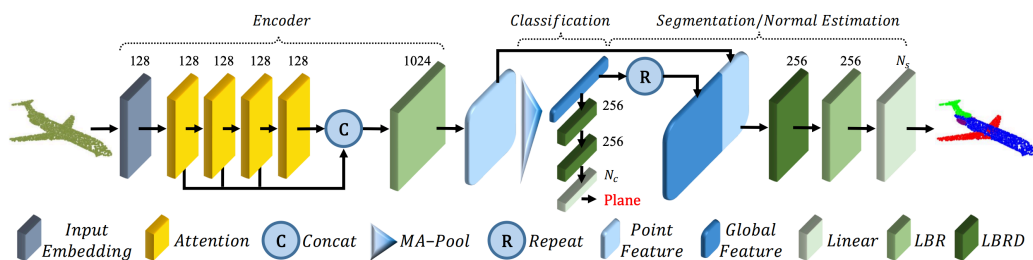 Encoder
Classification
Segmentation/Normal Estimation
128
128
128
128
128
1024
256
256
N_c
256
256
N_s
C
R
Plane
Input Embedding
Attention
C
Concat
MA-Pool
R
Repeat
Point Feature
Global Feature
Linear
LBR
LBRD